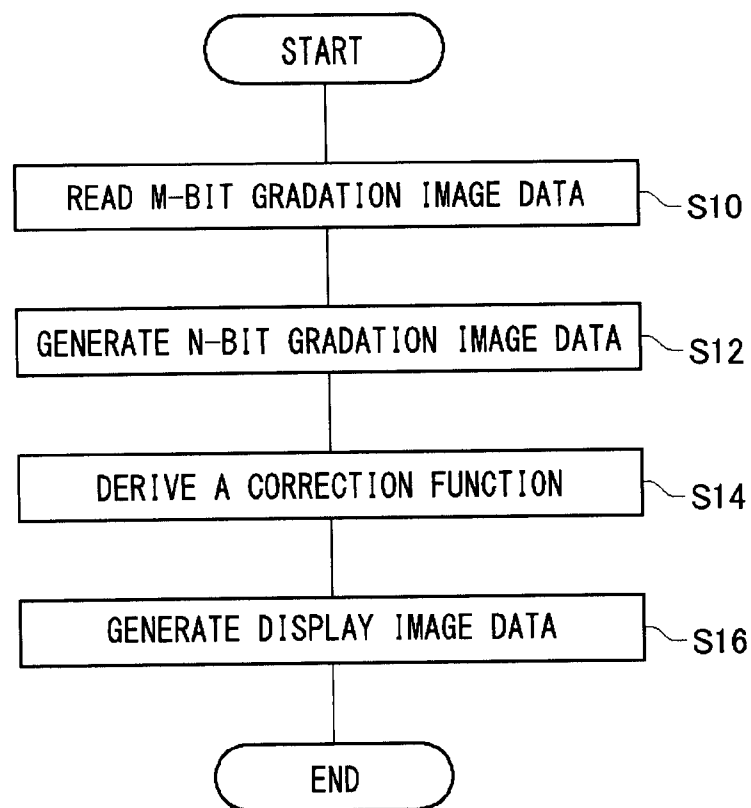 START
READ M-BIT GRADATION IMAGE DATA
S10
GENERATE N-BIT GRADATION IMAGE DATA
S12
DERIVE A CORRECTION FUNCTION
S14
GENERATE DISPLAY IMAGE DATA
S16
END